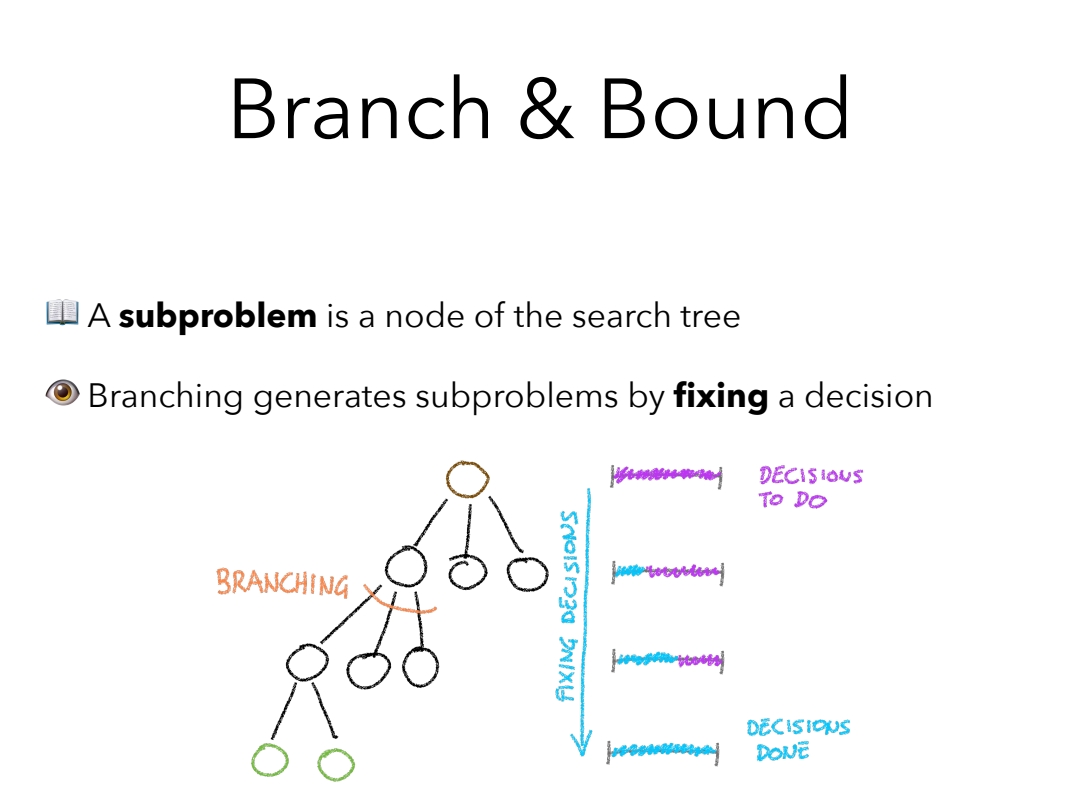 Branch & Bound
A subproblem is a node of the search tree
Branching generates subproblems by fixing a decision
DECISIONS
TO DO
BRANCHING
FIXING DECISIONS
DECISIONS
DONE